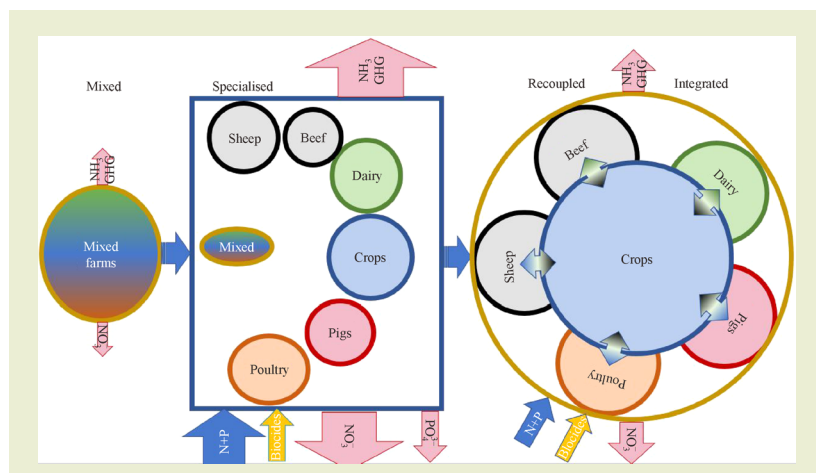 Mixed
Specialised
Recoupled
Integrated
NH3
GHG
NH3
GHG
NH3
GHG
Sheep
Beef
Dairy
Mixed
farms
Mixed
Crops
Pigs
Poultry
Beef
Dairy
Sheep
Crops
Pigs
Poultry
NO3⁻
N+P
Biocides
NO3⁻
PO4³⁻
N+P
Biocides
NO3⁻